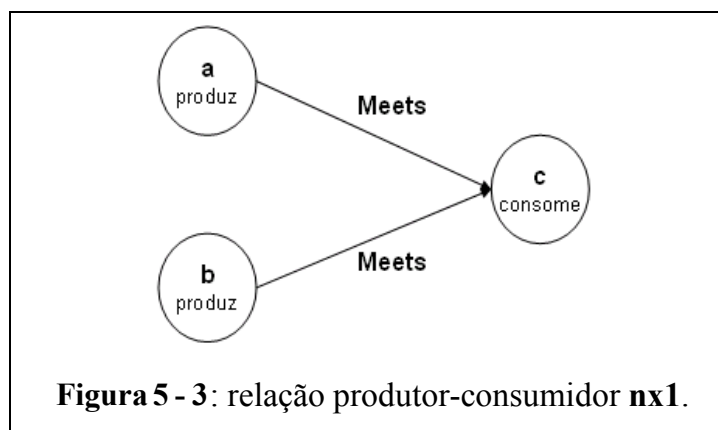 a
produz
Meets
c
consome
Meets
b
produz
Figura 5 - 3: relação produtor-consumidor nx1.